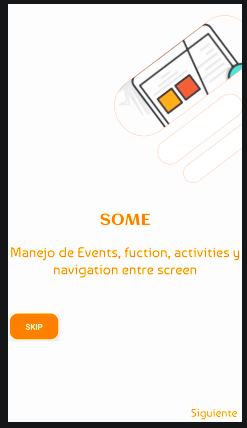 SOME
Manejo de Events, fuction, activities y
navigation entre screen
SKIP
Siguiente